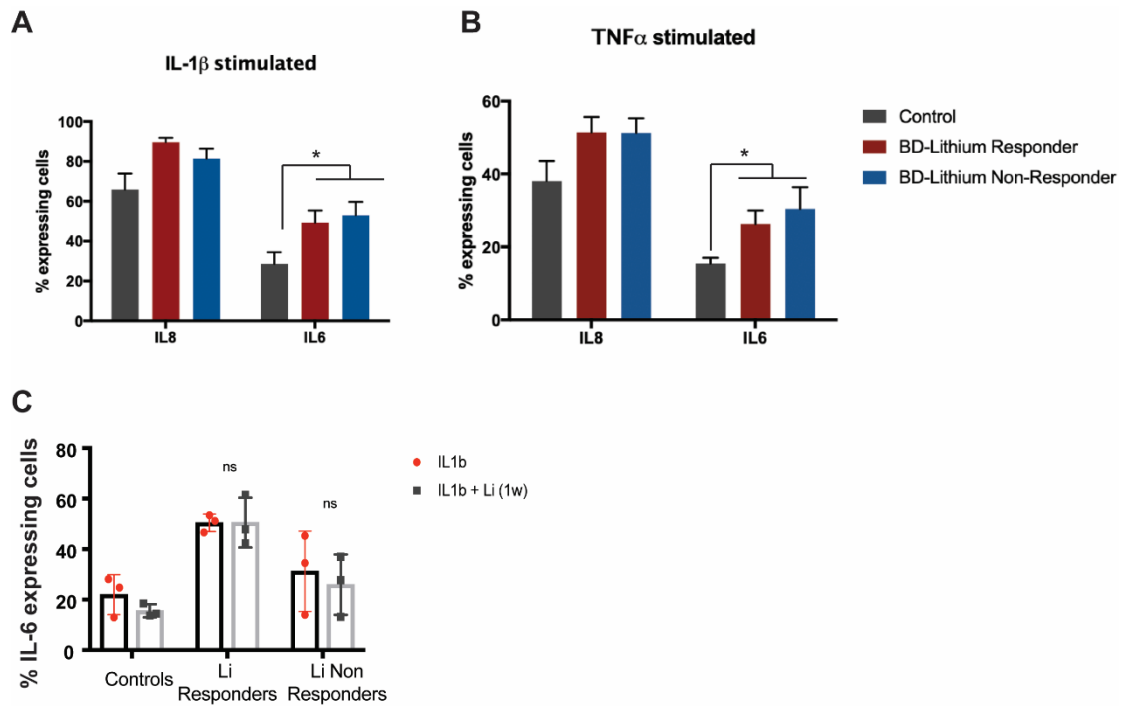 A
IL-1β stimulated
% expressing cells
100
80
60
40
20
0
*
IL8
IL6
B
TNFα stimulated
% expressing cells
60
40
20
0
*
IL8
IL6
Control
BD-Lithium Responder
BD-Lithium Non-Responder
C
% IL-6 expressing cells
80
60
40
20
0
ns
ns
Controls
Li
Responders
Li Non
Responders
IL1b
IL1b + Li (1w)